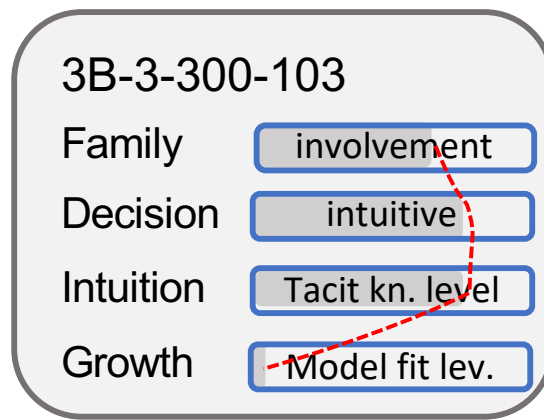 3B-3-300-103
Family involvement
Decision intuitive
Intuition Tacit kn. level
Growth Model fit lev.